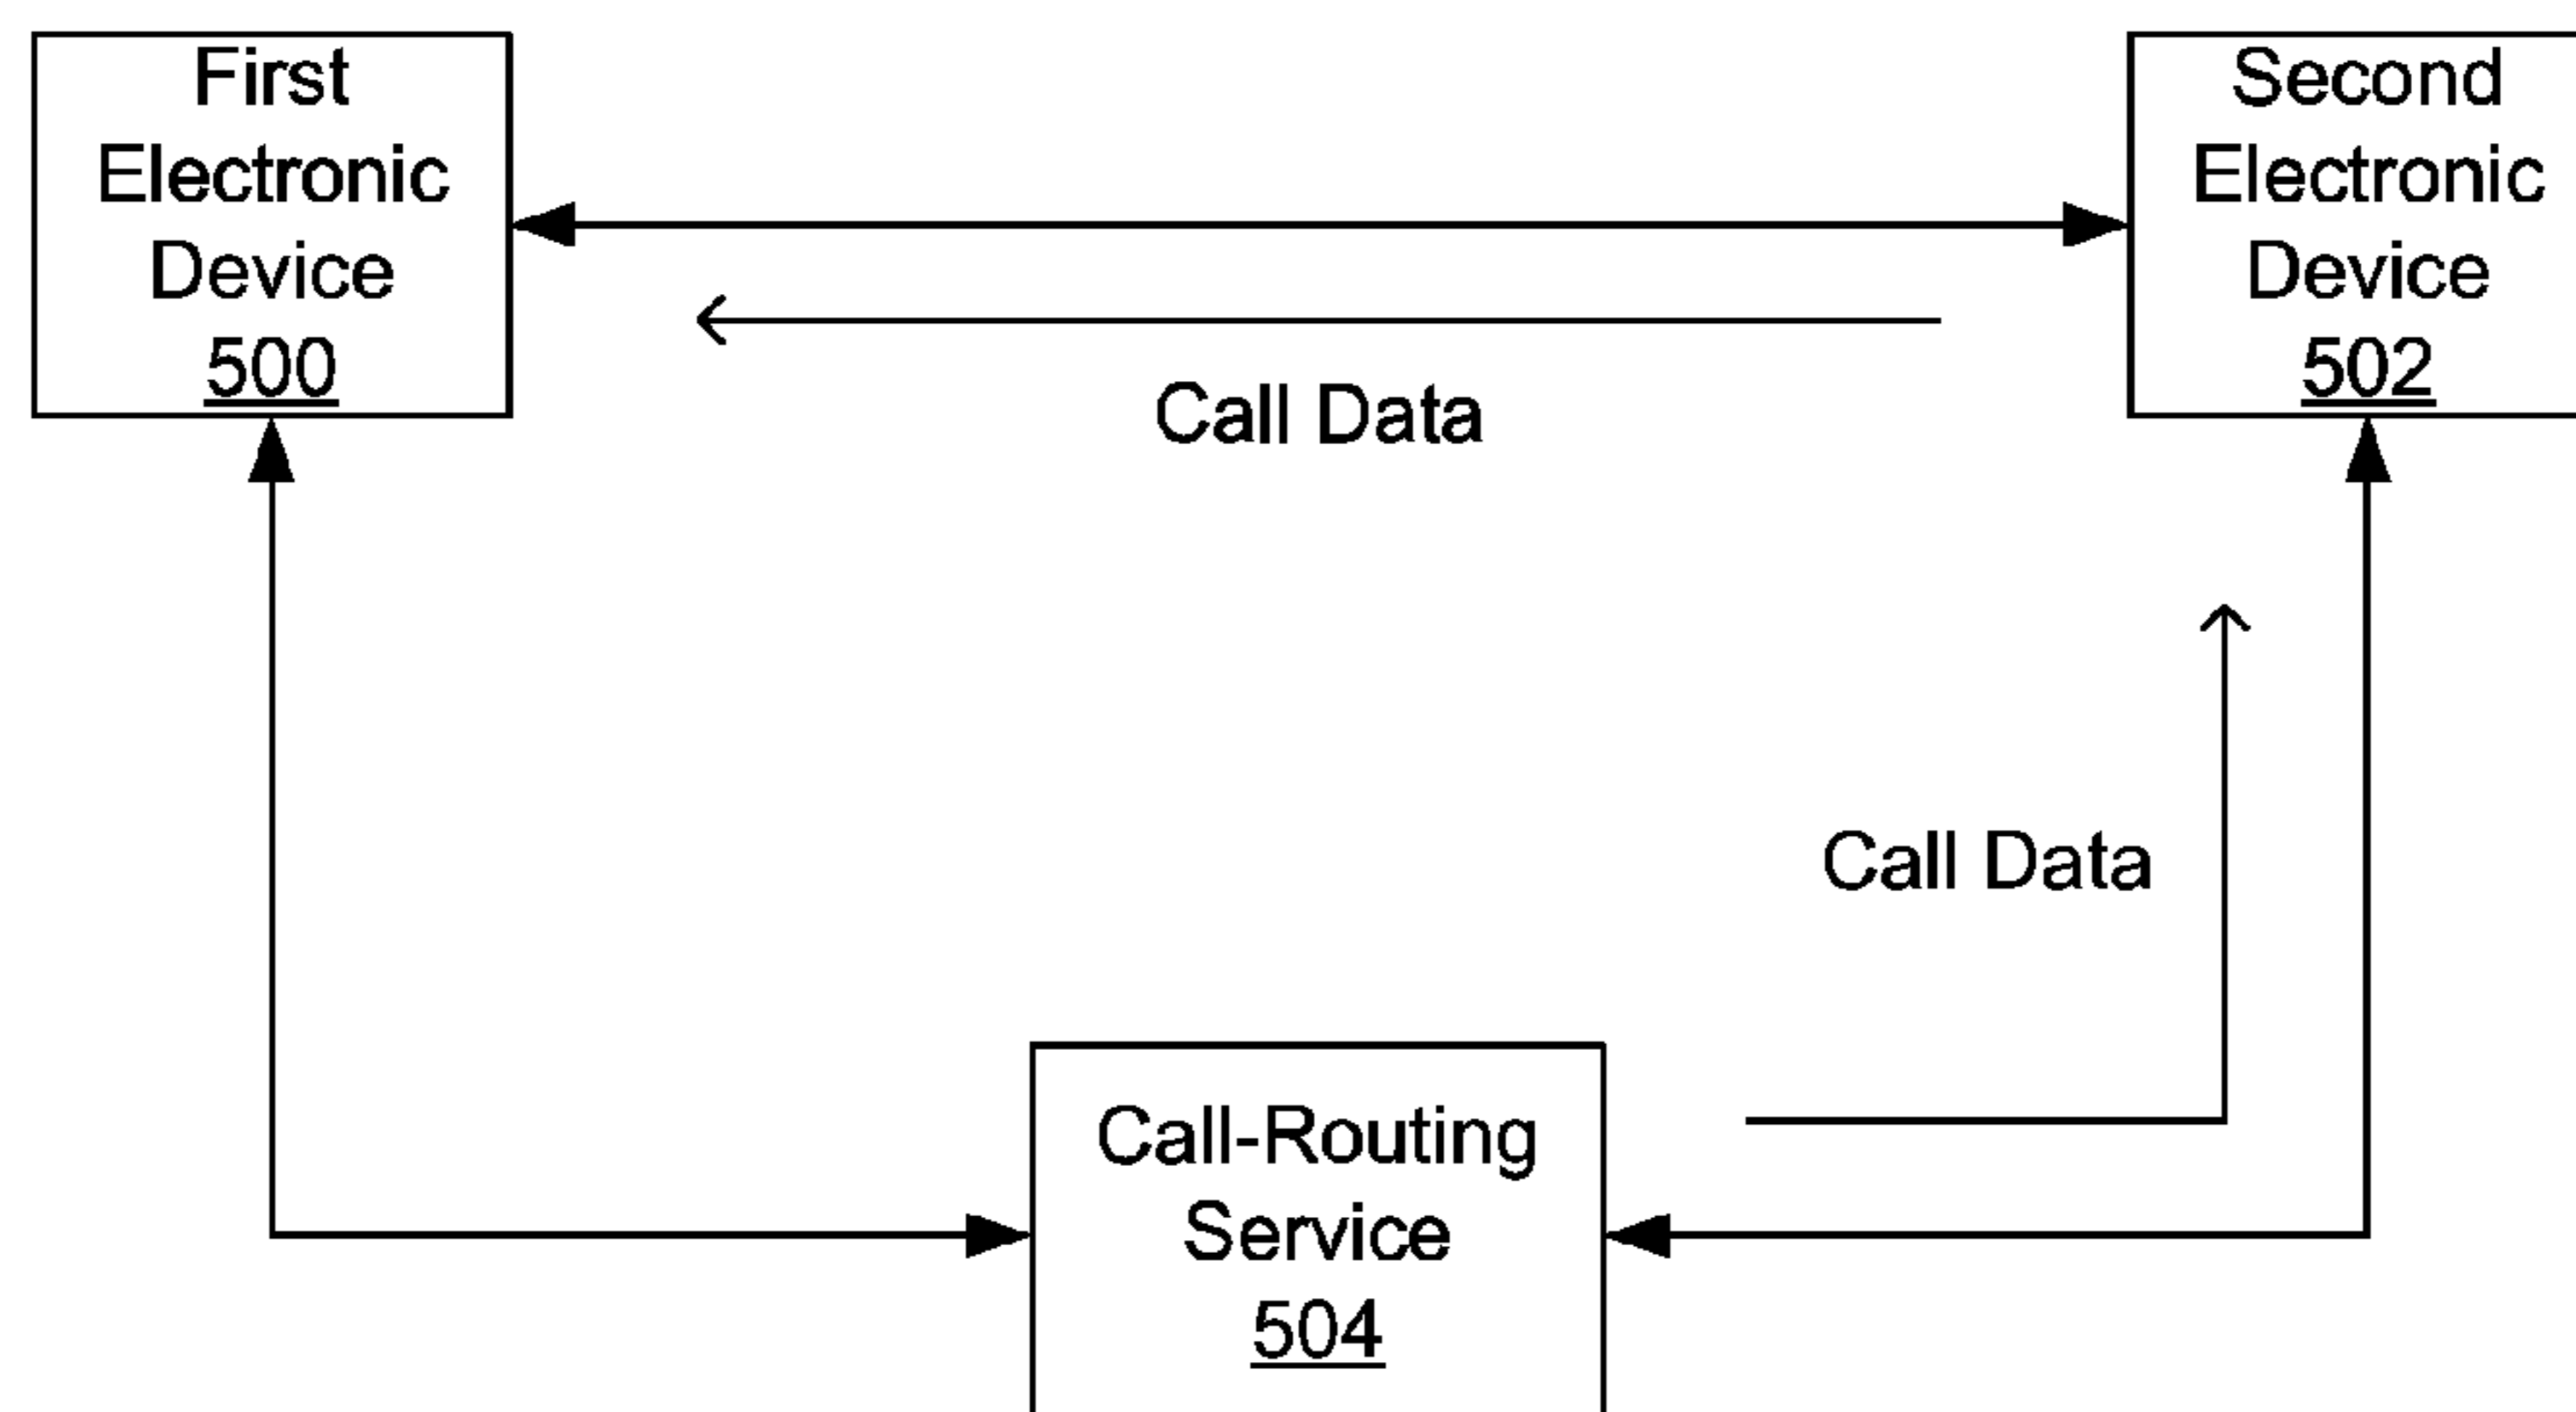 First
Electronic
Device
500
Second
Electronic
Device
502
Call Data
Call Data
Call-Routing
Service
504